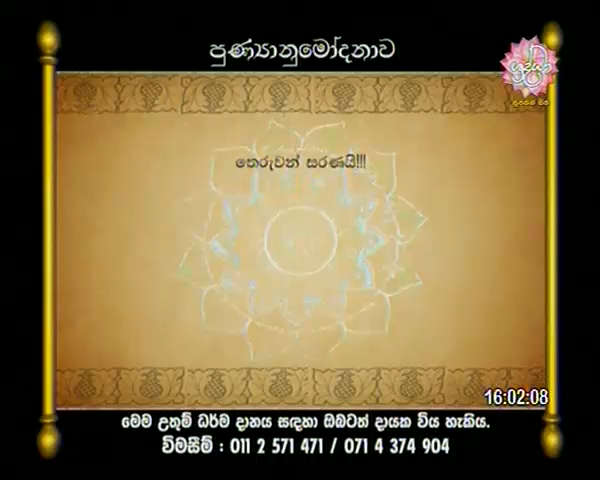 පුණ්‍යානුමෝදනාව
තෙරුවන් සරණයි!!!
16:02:08
මෙම උතුම් ධර්ම දානය සඳහා ඔබටත් දායක විය හැකිය.
විමසීම් : 011 2 571 471 / 071 4 374 904